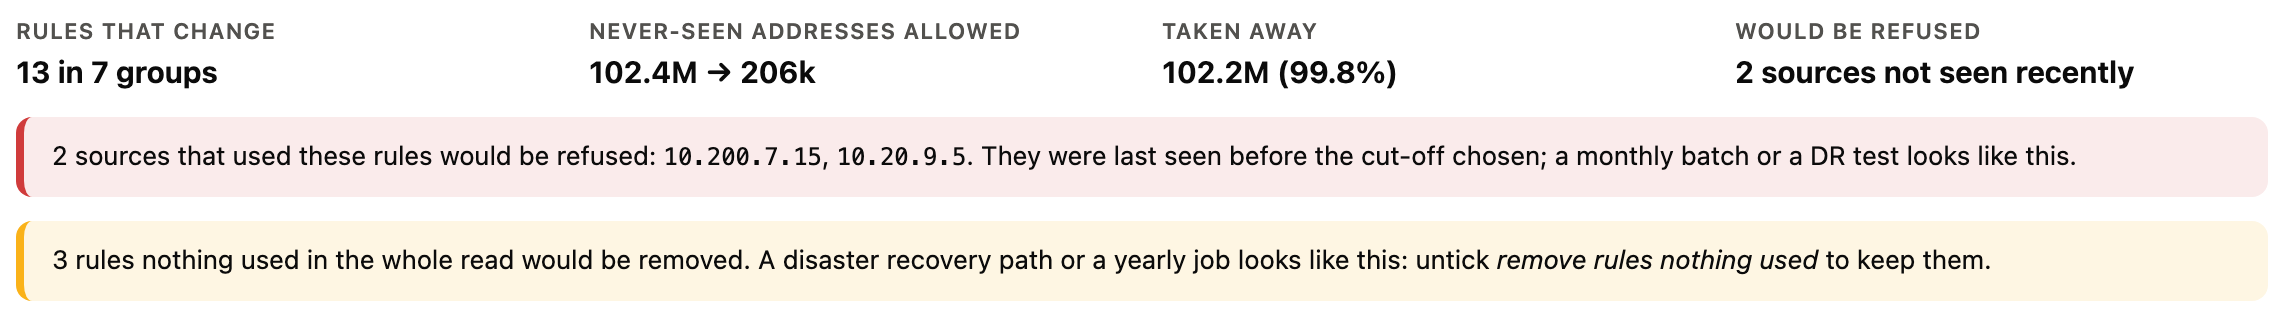 RULES THAT CHANGE
13 in 7 groups
NEVER-SEEN ADDRESSES ALLOWED
102.4M → 206k
TAKEN AWAY
102.2M (99.8%)
WOULD BE REFUSED
2 sources not seen recently
2 sources that used these rules would be refused: 10.200.7.15, 10.20.9.5. They were last seen before the cut-off chosen; a monthly batch or a DR test looks like this.
3 rules nothing used in the whole read would be removed. A disaster recovery path or a yearly job looks like this: untick remove rules nothing used to keep them.